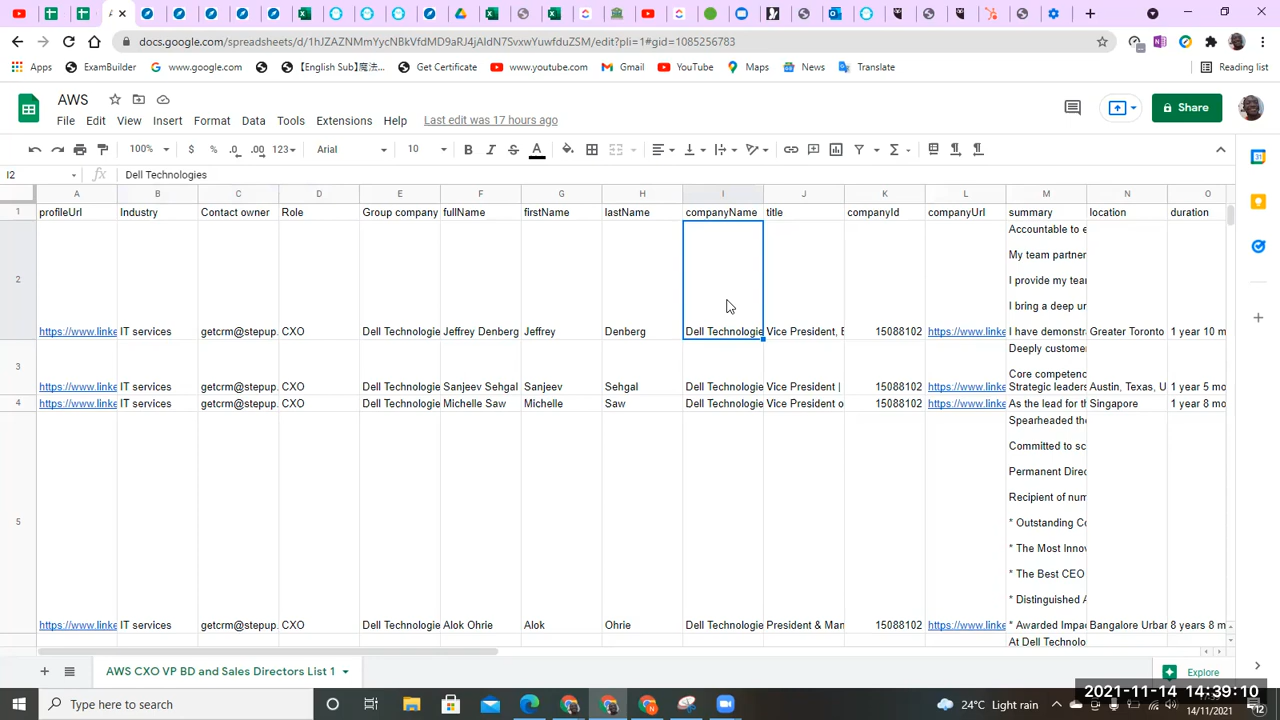 docs.google.com/spreadsheets/d/1hJZAZNMmYycNBkVfdMD9aRJ4jAldN7SvxwYuwfduZSM/edit?pli=1#gid=1085256783
Apps ExamBuilder www.google.com 【English Sub】魔法... Get Certificate www.youtube.com Gmail YouTube Maps News Translate Reading list
AWS
File Edit View Insert Format Data Tools Extensions Help Last edit was 17 hours ago Share
100% $ % .0 .00 123 Arial 10 B I S A
I2 fx Dell Technologies
A B C D E F G H I J K L M N O
1 profileUrl Industry Contact owner Role Group company fullName firstName lastName companyName title companyId companyUrl summary location duration
Accountable to e
My team partner
I provide my tea
I bring a deep u
2 https://www.linke IT services getcrm@stepup. CXO Dell Technologie Jeffrey Denberg Jeffrey Denberg Dell Technologie Vice President, E 15088102 https://www.linke I have demonstra Greater Toronto 1 year 10 m
Deeply custome
Core competenc
3 https://www.linke IT services getcrm@stepup. CXO Dell Technologie Sanjeev Sehgal Sanjeev Sehgal Dell Technologie Vice President | 15088102 https://www.linke Strategic leaders Austin, Texas, U 1 year 5 mo
4 https://www.linke IT services getcrm@stepup. CXO Dell Technologie Michelle Saw Michelle Saw Dell Technologie Vice President o 15088102 https://www.linke As the lead for th Singapore 1 year 8 mo
Spearheaded the
Committed to sc
Permanent Direc
Recipient of num
* Outstanding Co
* The Most Innov
* The Best CEO
* Distinguished A
5 https://www.linke IT services getcrm@stepup. CXO Dell Technologie Alok Ohrie Alok Ohrie Dell Technologie President & Man 15088102 https://www.linke * Awarded Impac Bangalore Urbar 8 years 8 m
At Dell Technolo
AWS CXO VP BD and Sales Directors List 1 Explore
2021-11-14 14:39:10
Type here to search 24°C Light rain 14/11/2021 12